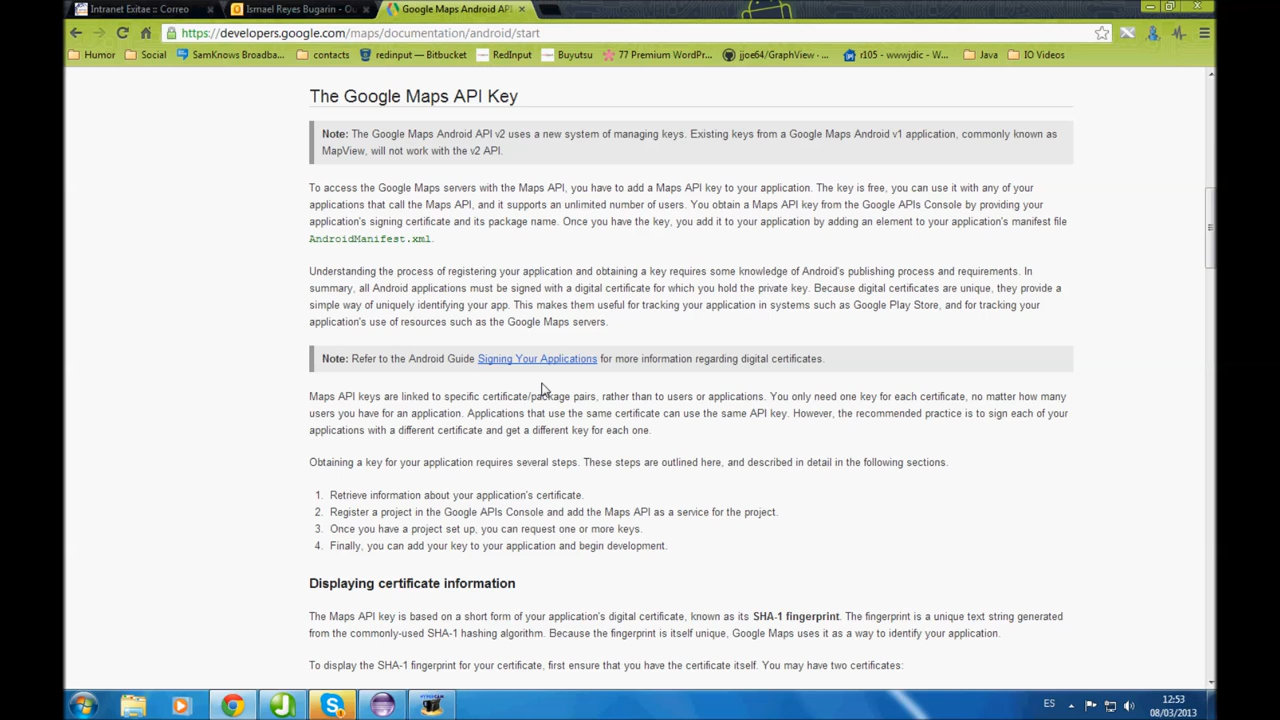 Intranet Exitae :: Correo
Ismael Reyes Bugarin - Ou
Google Maps Android API
https://developers.google.com/maps/documentation/android/start
Humor
Social
SamKnows Broadba...
contacts
redinput — Bitbucket
RedInput
Buyutsu
77 Premium WordPr...
jjoe64/GraphView · ...
r105 - wwwjdic - W...
Java
IO Videos
The Google Maps API Key
Note: The Google Maps Android API v2 uses a new system of managing keys. Existing keys from a Google Maps Android v1 application, commonly known as
MapView, will not work with the v2 API.
To access the Google Maps servers with the Maps API, you have to add a Maps API key to your application. The key is free, you can use it with any of your
applications that call the Maps API, and it supports an unlimited number of users. You obtain a Maps API key from the Google APIs Console by providing your
application's signing certificate and its package name. Once you have the key, you add it to your application by adding an element to your application's manifest file
AndroidManifest.xml.
Understanding the process of registering your application and obtaining a key requires some knowledge of Android's publishing process and requirements. In
summary, all Android applications must be signed with a digital certificate for which you hold the private key. Because digital certificates are unique, they provide a
simple way of uniquely identifying your app. This makes them useful for tracking your application in systems such as Google Play Store, and for tracking your
application's use of resources such as the Google Maps servers.
Note: Refer to the Android Guide Signing Your Applications for more information regarding digital certificates.
Maps API keys are linked to specific certificate/package pairs, rather than to users or applications. You only need one key for each certificate, no matter how many
users you have for an application. Applications that use the same certificate can use the same API key. However, the recommended practice is to sign each of your
applications with a different certificate and get a different key for each one.
Obtaining a key for your application requires several steps. These steps are outlined here, and described in detail in the following sections.
1. Retrieve information about your application's certificate.
2. Register a project in the Google APIs Console and add the Maps API as a service for the project.
3. Once you have a project set up, you can request one or more keys.
4. Finally, you can add your key to your application and begin development.
Displaying certificate information
The Maps API key is based on a short form of your application's digital certificate, known as its SHA-1 fingerprint. The fingerprint is a unique text string generated
from the commonly-used SHA-1 hashing algorithm. Because the fingerprint is itself unique, Google Maps uses it as a way to identify your application.
To display the SHA-1 fingerprint for your certificate, first ensure that you have the certificate itself. You may have two certificates:
ES
12:53
08/03/2013